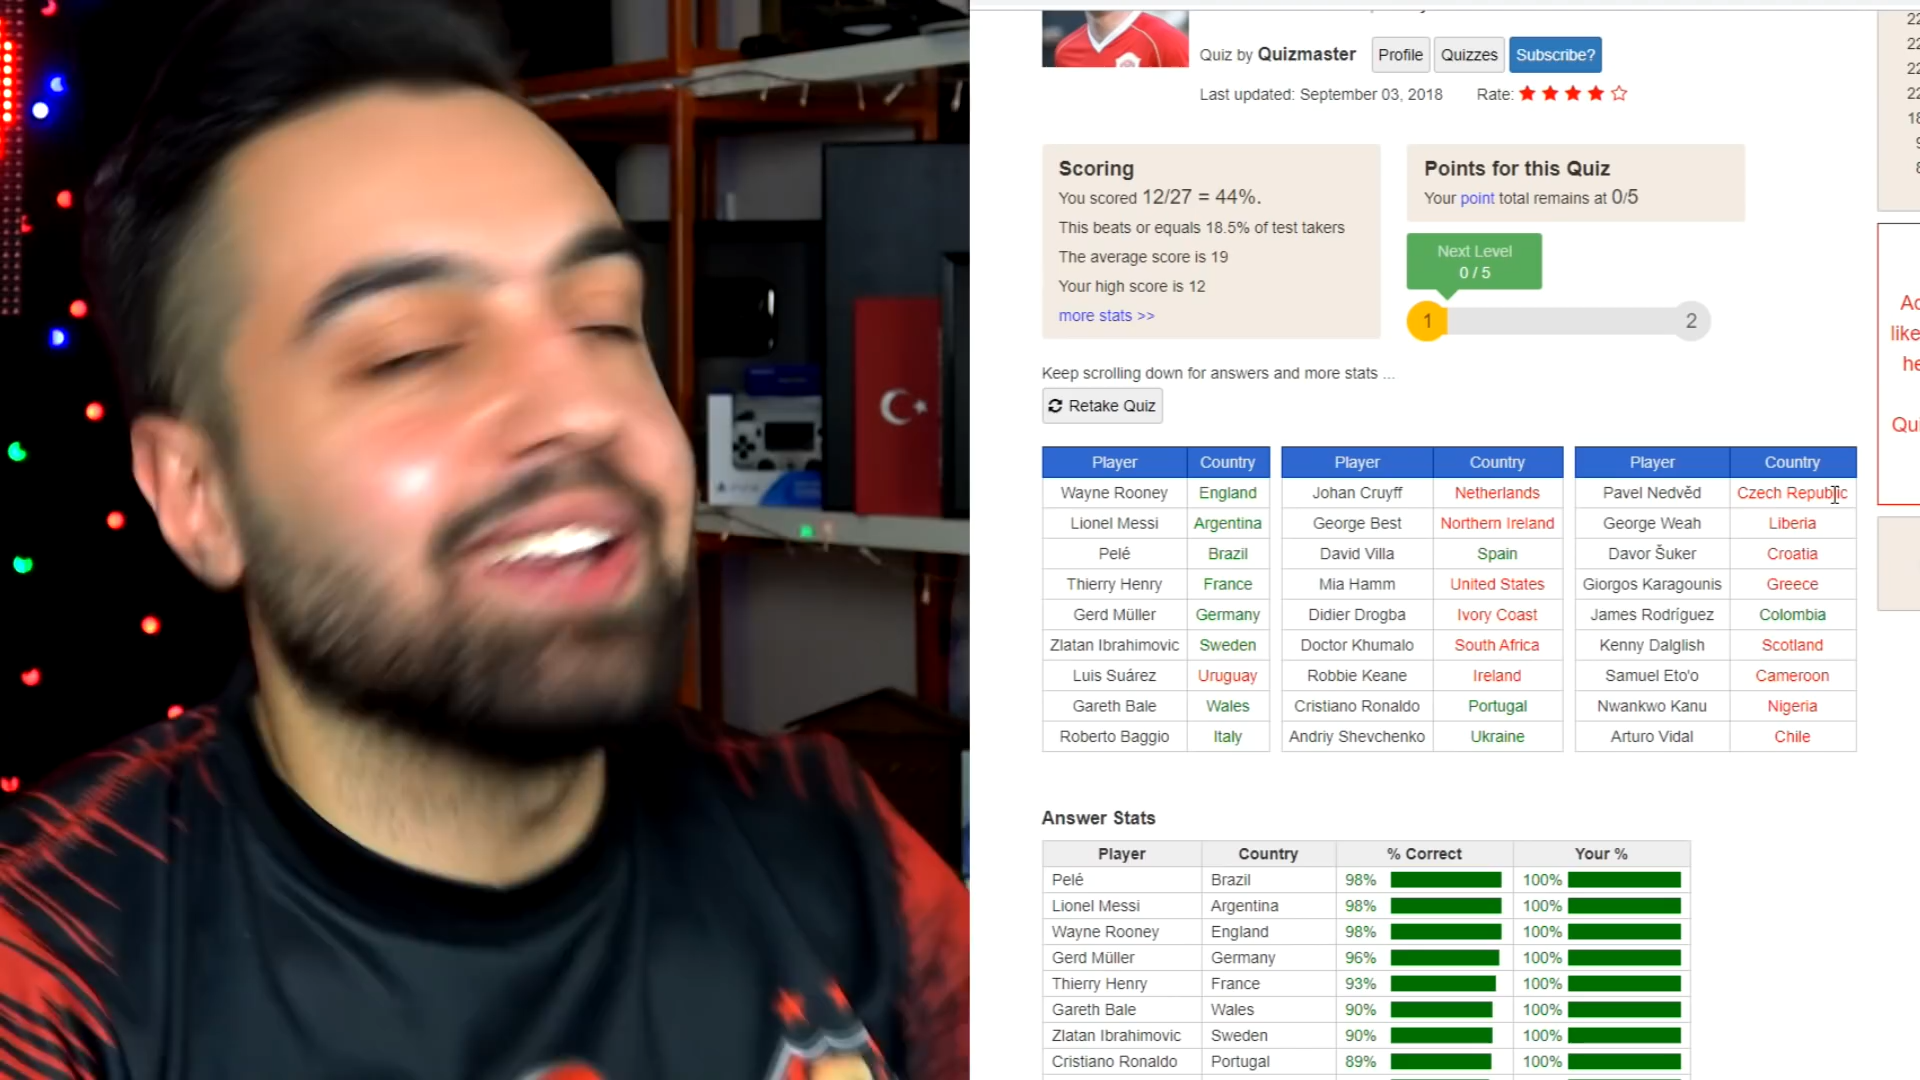 Quiz by Quizmaster Profile Quizzes Subscribe?
Last updated: September 03, 2018 Rate:
Scoring
You scored 12/27 = 44%.
This beats or equals 18.5% of test takers
The average score is 19
Your high score is 12
more stats >>
Points for this Quiz
Your point total remains at 0/5
Next Level
0 / 5
1 2
Keep scrolling down for answers and more stats ...
Retake Quiz
Player Country Player Country Player Country
Wayne Rooney England Johan Cruyff Netherlands Pavel Nedvěd Czech Republic
Lionel Messi Argentina George Best Northern Ireland George Weah Liberia
Pelé Brazil David Villa Spain Davor Šuker Croatia
Thierry Henry France Mia Hamm United States Giorgos Karagounis Greece
Gerd Müller Germany Didier Drogba Ivory Coast James Rodríguez Colombia
Zlatan Ibrahimovic Sweden Doctor Khumalo South Africa Kenny Dalglish Scotland
Luis Suárez Uruguay Robbie Keane Ireland Samuel Eto'o Cameroon
Gareth Bale Wales Cristiano Ronaldo Portugal Nwankwo Kanu Nigeria
Roberto Baggio Italy Andriy Shevchenko Ukraine Arturo Vidal Chile
Answer Stats
Player Country % Correct Your %
Pelé Brazil 98% 100%
Lionel Messi Argentina 98% 100%
Wayne Rooney England 98% 100%
Gerd Müller Germany 96% 100%
Thierry Henry France 93% 100%
Gareth Bale Wales 90% 100%
Zlatan Ibrahimovic Sweden 90% 100%
Cristiano Ronaldo Portugal 89% 100%